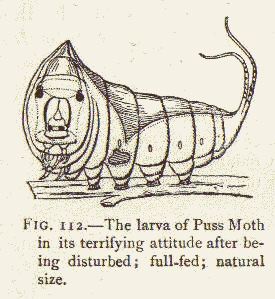 FIG. 112.—The larva of Puss Moth
in its terrifying attitude after be-
ing disturbed; full-fed; natural
size.